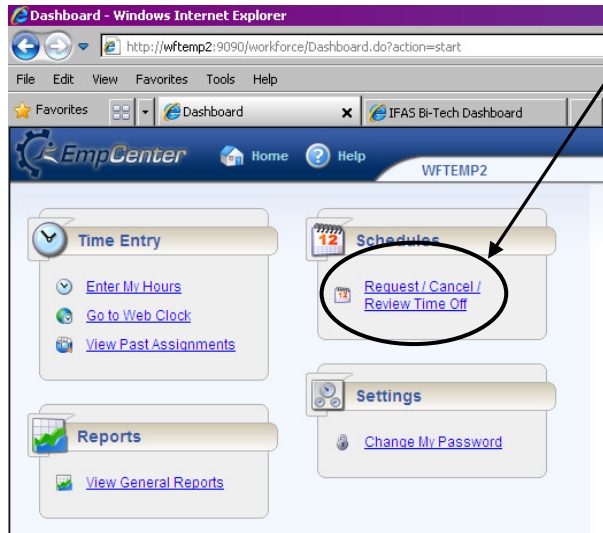 Dashboard - Windows Internet Explorer
http://wftemp2:9090/workforce/Dashboard.do?action=start
File Edit View Favorites Tools Help
Favorites Dashboard x IFAS Bi-Tech Dashboard
EmpCenter Home ? Help WFTEMP2
Time Entry
Enter My Hours
Go to Web Clock
View Past Assignments
12 Schedules
12 Request / Cancel /
Review Time Off
Reports
View General Reports
Settings
Change My Password